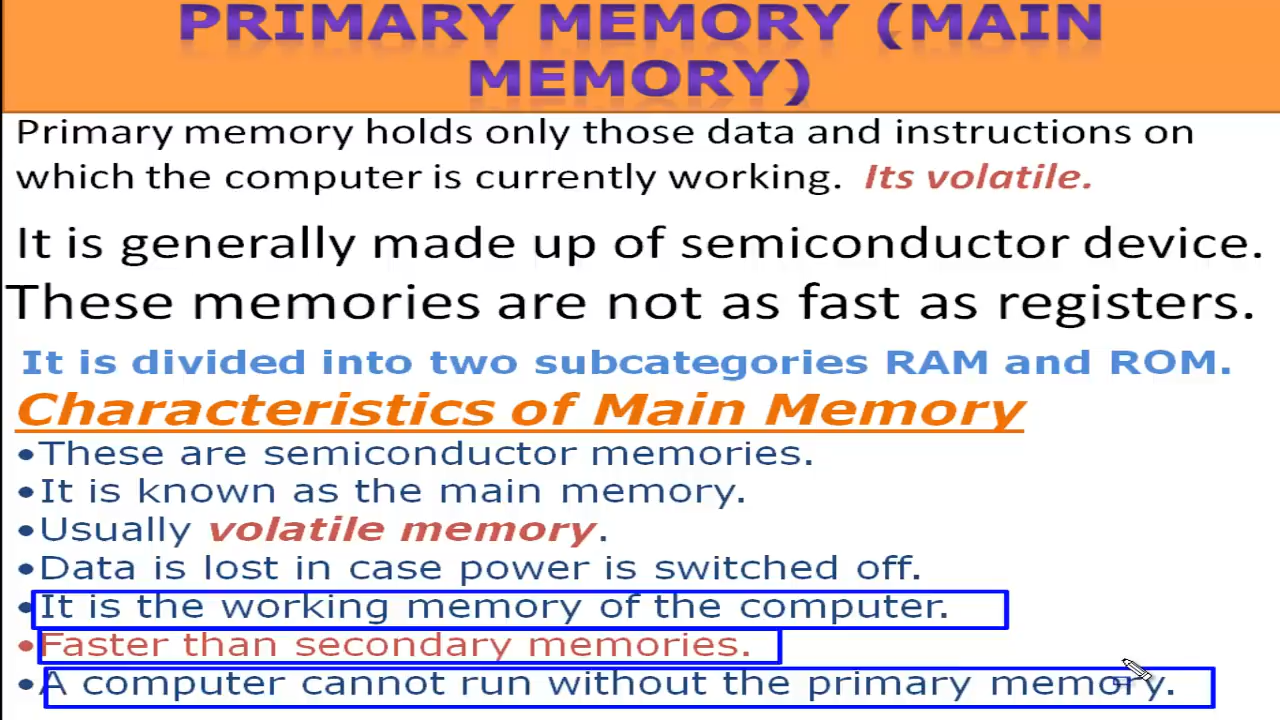 PRIMARY MEMORY (MAIN
MEMORY)
Primary memory holds only those data and instructions on
which the computer is currently working. Its volatile.
It is generally made up of semiconductor device.
These memories are not as fast as registers.
It is divided into two subcategories RAM and ROM.
Characteristics of Main Memory
•These are semiconductor memories.
•It is known as the main memory.
•Usually volatile memory.
•Data is lost in case power is switched off.
•It is the working memory of the computer.
•Faster than secondary memories.
•A computer cannot run without the primary memory.